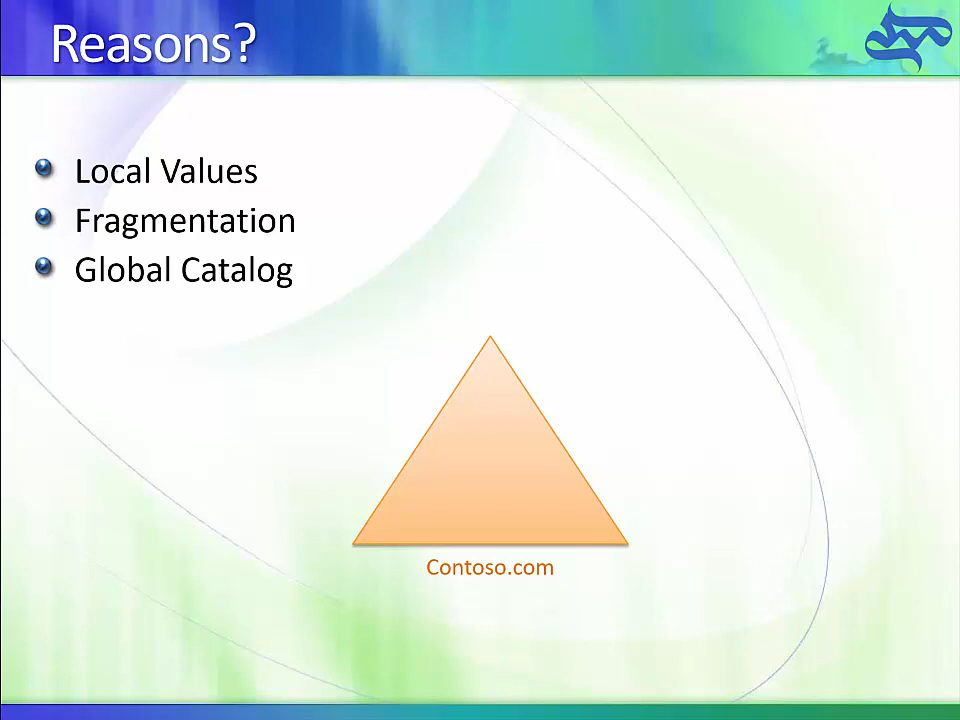 Reasons?
Local Values
Fragmentation
Global Catalog
Contoso.com